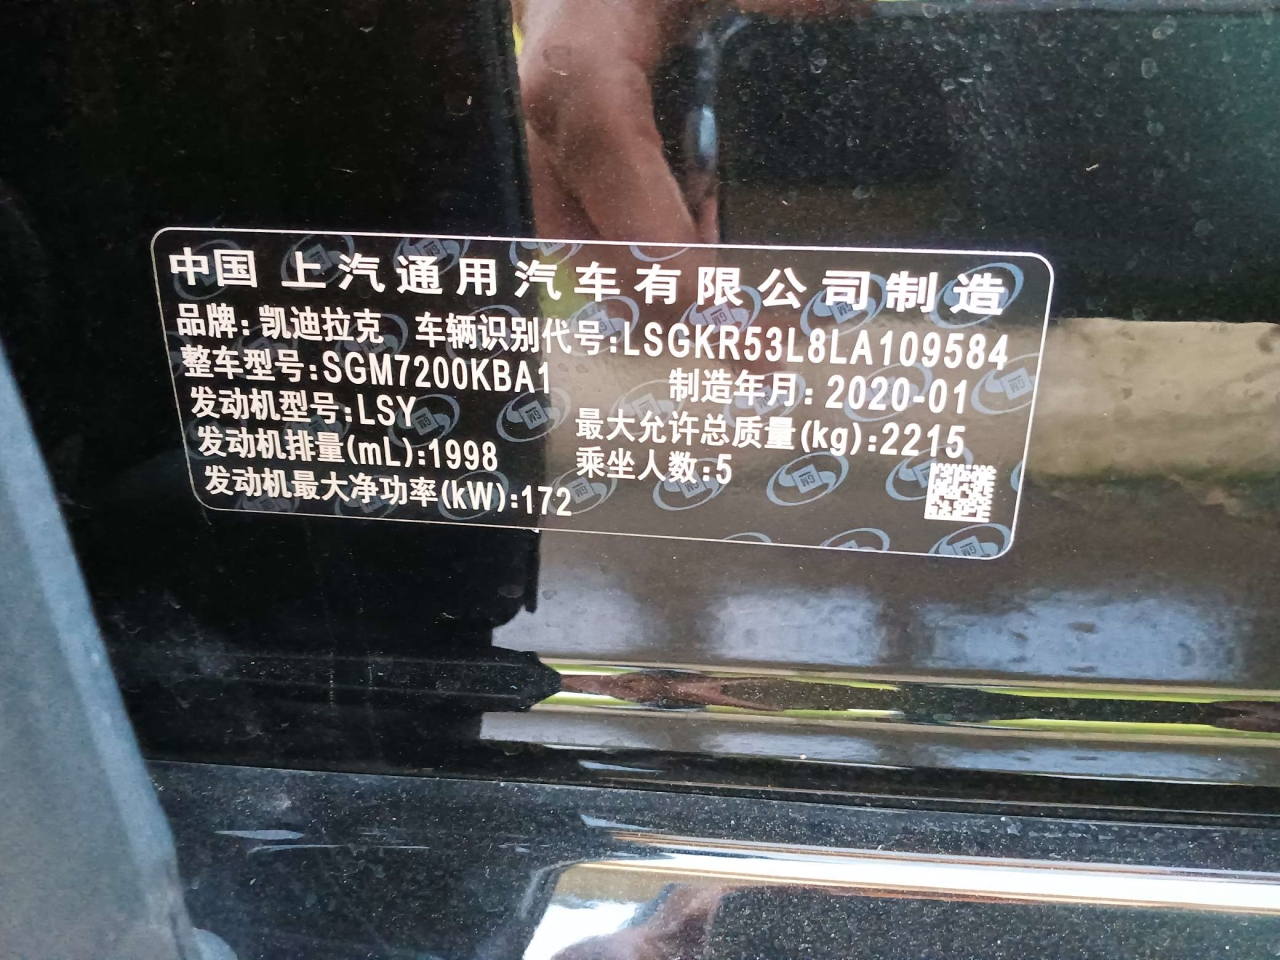 中国 上汽通用汽车有限公司制造
品牌: 凯迪拉克 车辆识别代号:LSGKR53L8LA109584
整车型号:SGM7200KBA1 制造年月: 2020-01
发动机型号:LSY 最大允许总质量(kg):2215
发动机排量(mL):1998 乘坐人数:5
发动机最大净功率(kW):172